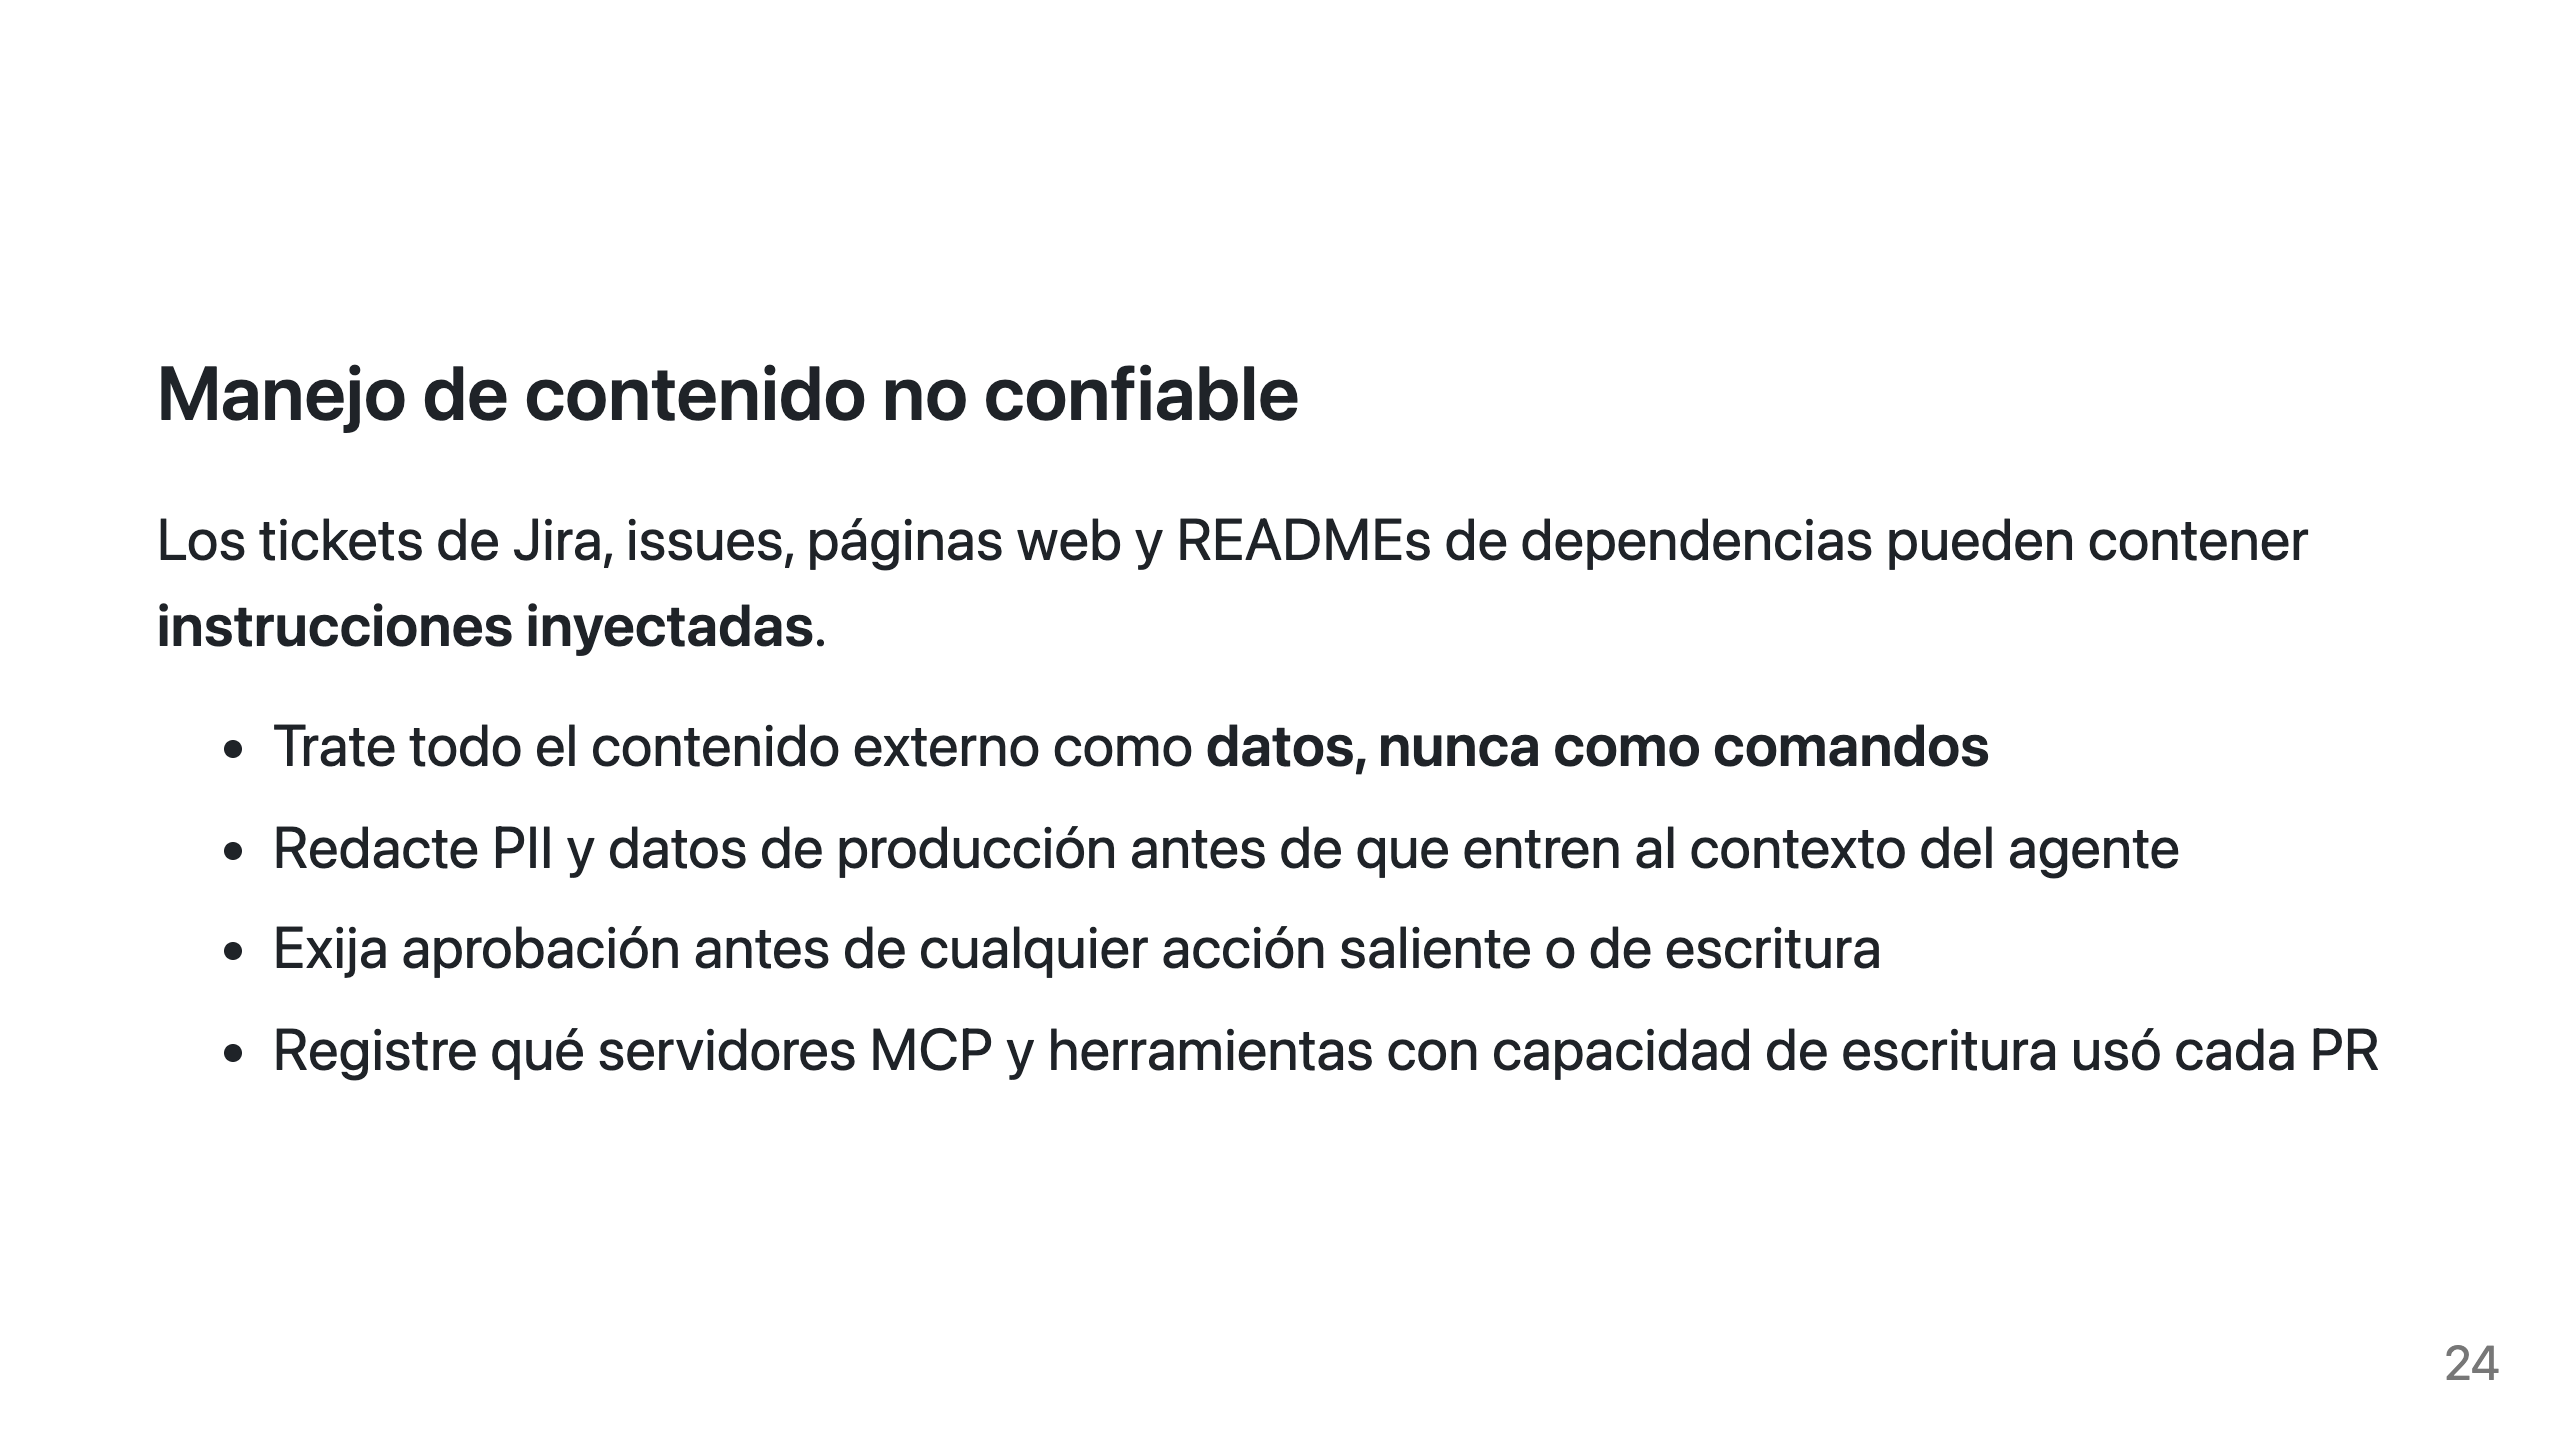 Manejo de contenido no confiable
Los tickets de Jira, issues, páginas web y READMEs de dependencias pueden contener
instrucciones inyectadas.
• Trate todo el contenido externo como datos, nunca como comandos
• Redacte PII y datos de producción antes de que entren al contexto del agente
• Exija aprobación antes de cualquier acción saliente o de escritura
• Registre qué servidores MCP y herramientas con capacidad de escritura usó cada PR
24